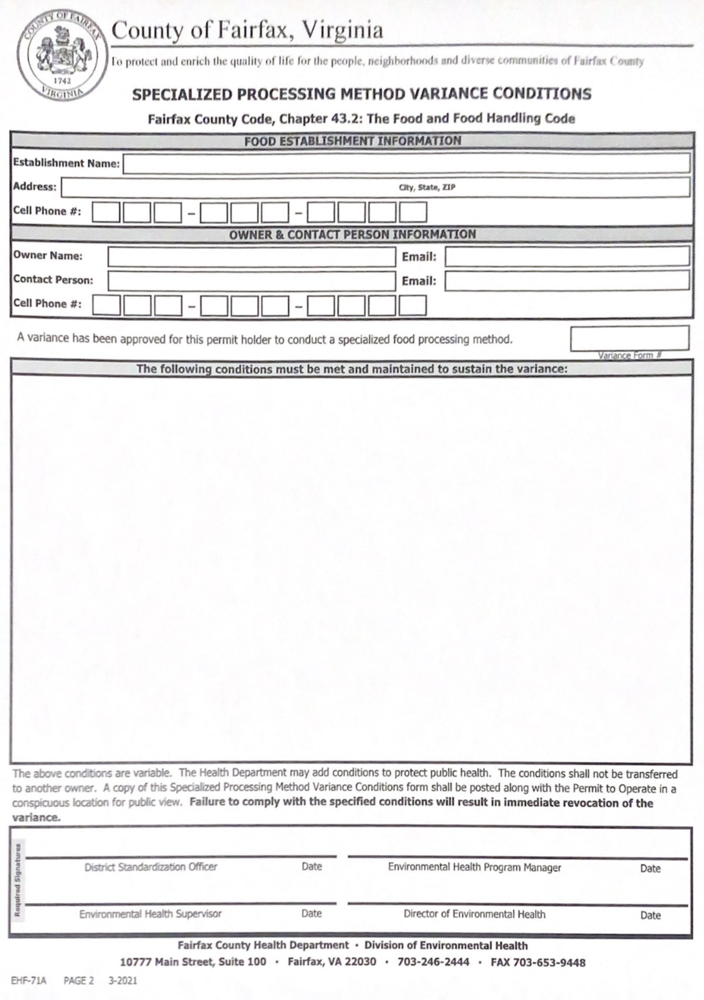 COUNTY OF FAIRFAX
1742
VIRGINIA
County of Fairfax, Virginia
To protect and enrich the quality of life for the people, neighborhoods and diverse communities of Fairfax County
SPECIALIZED PROCESSING METHOD VARIANCE CONDITIONS
Fairfax County Code, Chapter 43.2: The Food and Food Handling Code
FOOD ESTABLISHMENT INFORMATION
Establishment Name:
Address: City, State, ZIP
Cell Phone #: – –
OWNER & CONTACT PERSON INFORMATION
Owner Name: Email:
Contact Person: Email:
Cell Phone #: – –
A variance has been approved for this permit holder to conduct a specialized food processing method.
Variance Form #
The following conditions must be met and maintained to sustain the variance:
The above conditions are variable. The Health Department may add conditions to protect public health. The conditions shall not be transferred
to another owner. A copy of this Specialized Processing Method Variance Conditions form shall be posted along with the Permit to Operate in a
conspicuous location for public view. Failure to comply with the specified conditions will result in immediate revocation of the
variance.
Required Signatures
District Standardization Officer Date Environmental Health Program Manager Date
Environmental Health Supervisor Date Director of Environmental Health Date
Fairfax County Health Department · Division of Environmental Health
10777 Main Street, Suite 100 · Fairfax, VA 22030 · 703-246-2444 · FAX 703-653-9448
EHF-71A PAGE 2 3-2021